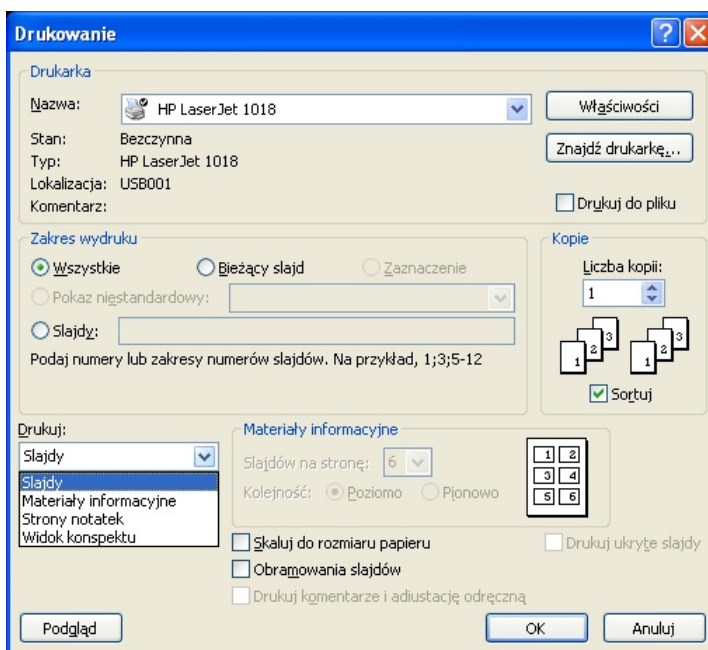 Drukowanie
Drukarka
Nazwa: HP LaserJet 1018 Właściwości
Stan: Bezczynna
Typ: HP LaserJet 1018 Znajdź drukarkę...
Lokalizacja: USB001
Komentarz: Drukuj do pliku
Zakres wydruku
Wszystkie Bieżący slajd Zaznaczenie
Pokaz niestandardowy:
Slajdy:
Podaj numery lub zakresy numerów slajdów. Na przykład, 1;3;5-12
Kopie
Liczba kopii:
1
1 2 3 1 2 3
Sortuj
Drukuj:
Slajdy
Slajdy
Materiały informacyjne
Strony notatek
Widok konspektu
Materiały informacyjne
Slajdów na stronę: 6
Kolejność: Poziomo Pionowo
1 2
3 4
5 6
Skaluj do rozmiaru papieru Drukuj ukryte slajdy
Obramowania slajdów
Drukuj komentarze i adiustację odręczną
Podgląd OK Anuluj